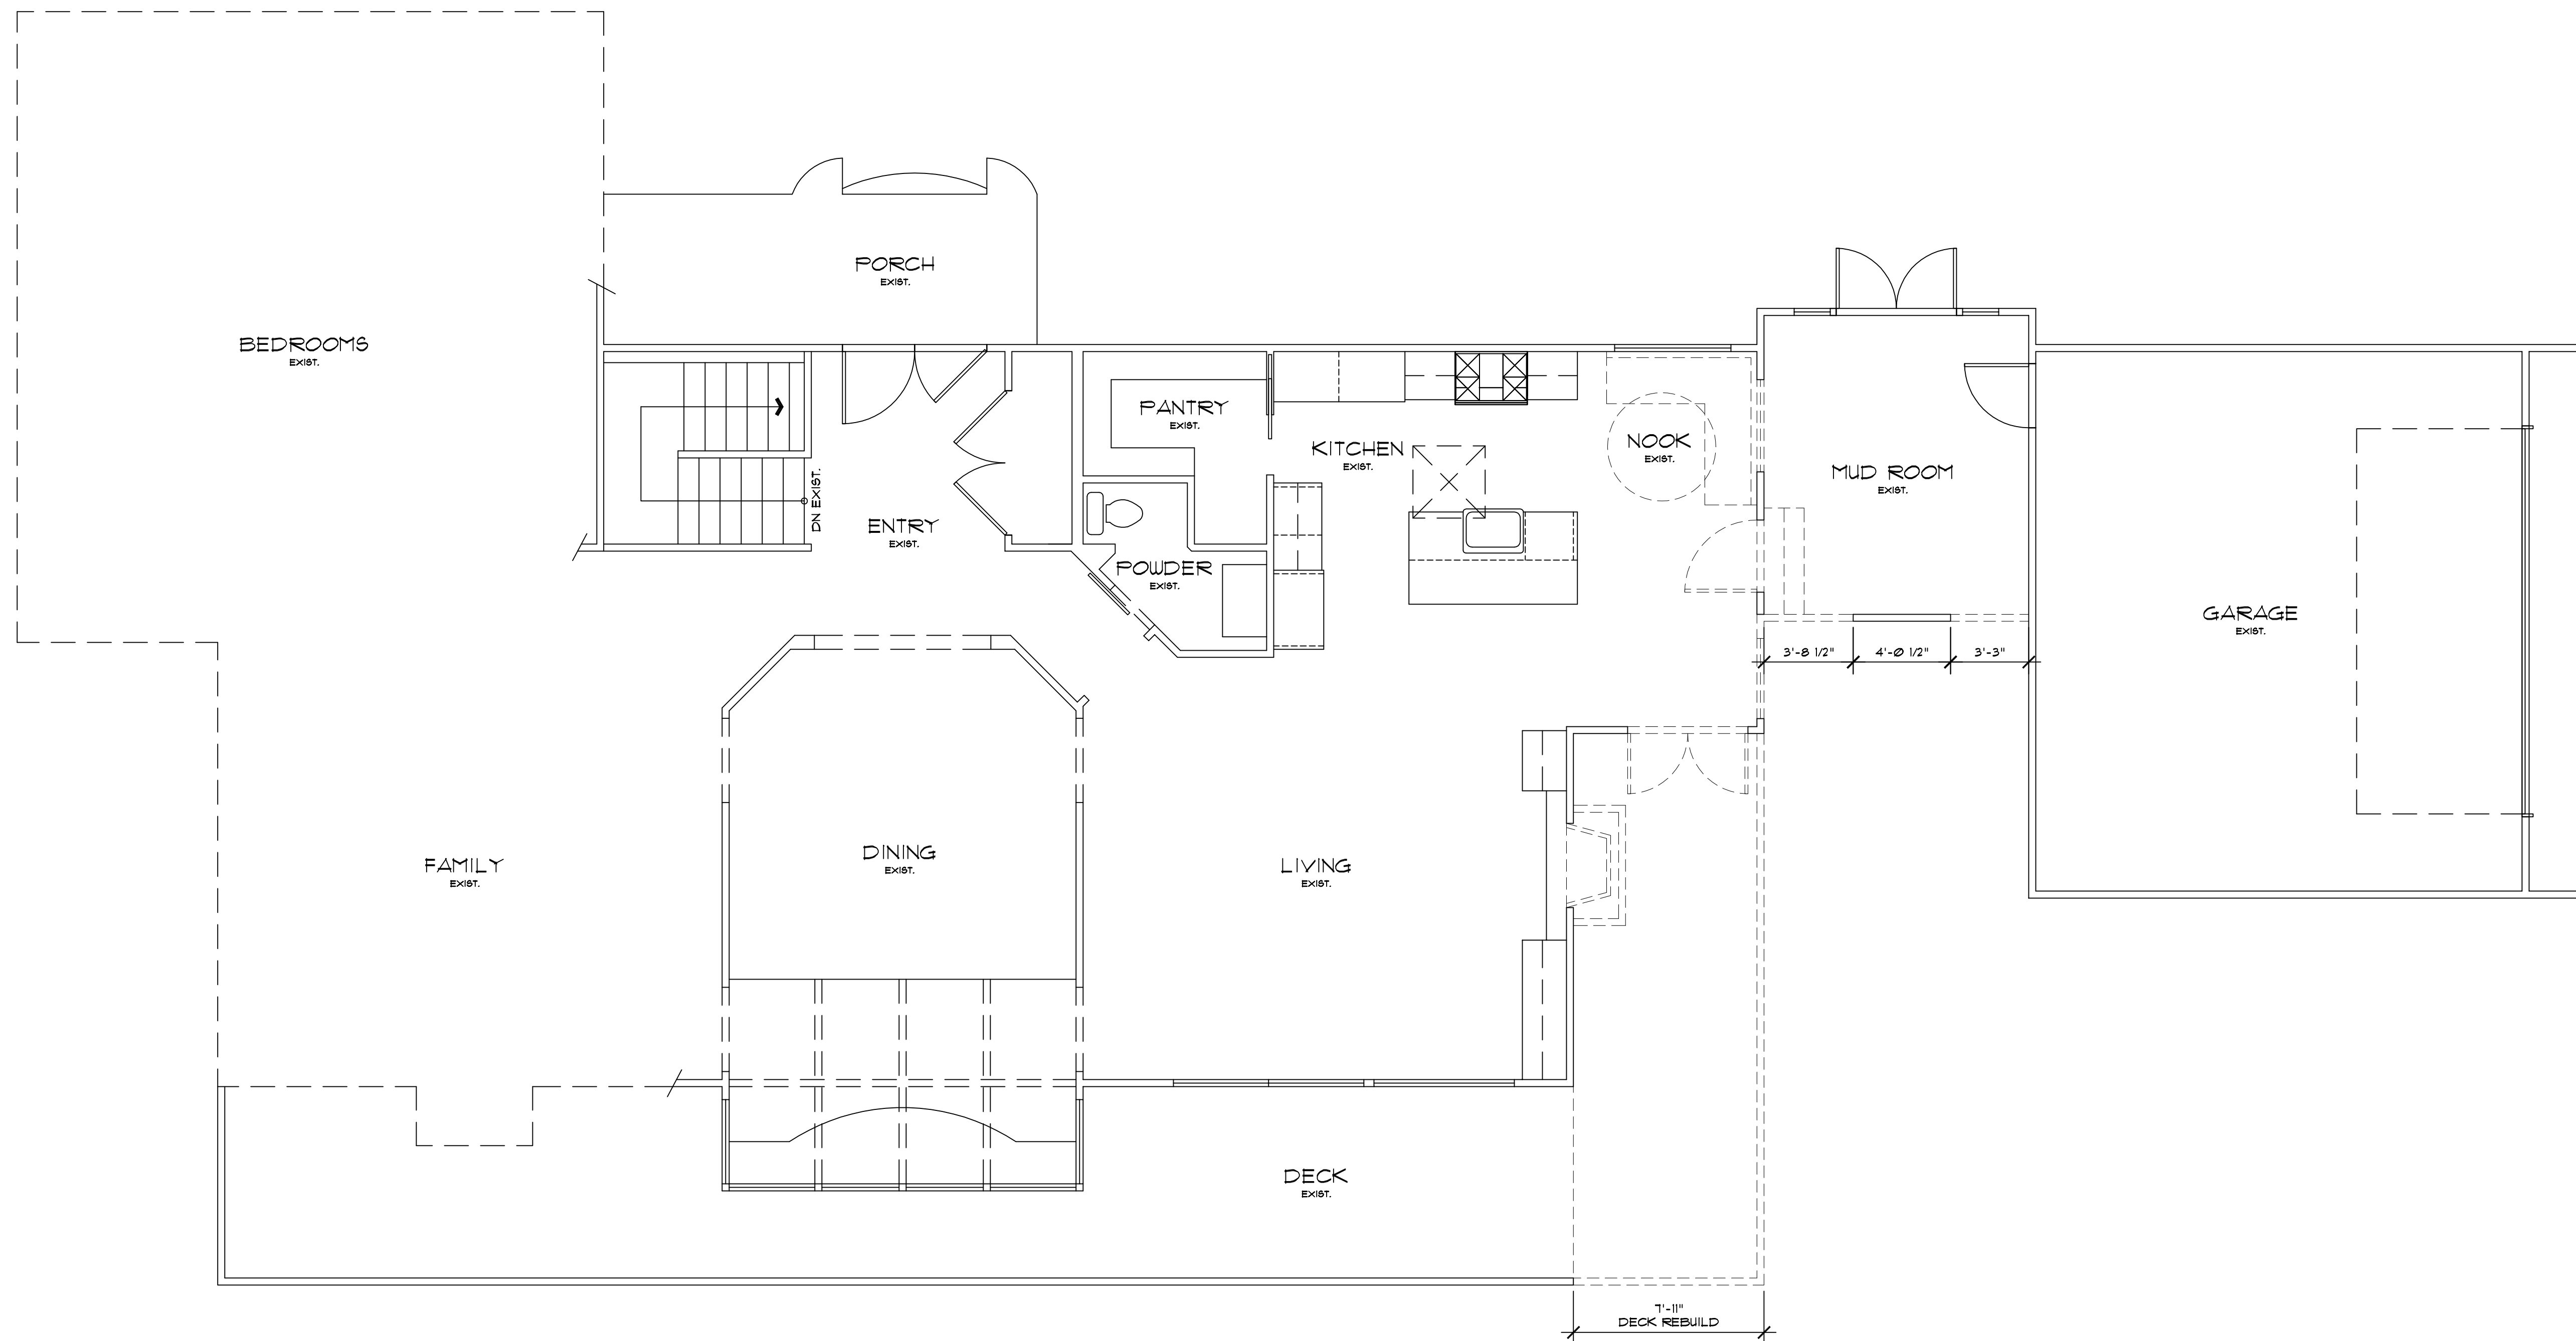 PORCH
EXIST.
BEDROOMS
EXIST.
PANTRY
EXIST.
KITCHEN
EXIST.
NOOK
EXIST.
MUD ROOM
EXIST.
DN EXIST.
ENTRY
EXIST.
POWDER
EXIST.
GARAGE
EXIST.
3'-8 1/2"
4'-0 1/2"
3'-3"
FAMILY
EXIST.
DINING
EXIST.
LIVING
EXIST.
DECK
EXIST.
7'-11"
DECK REBUILD